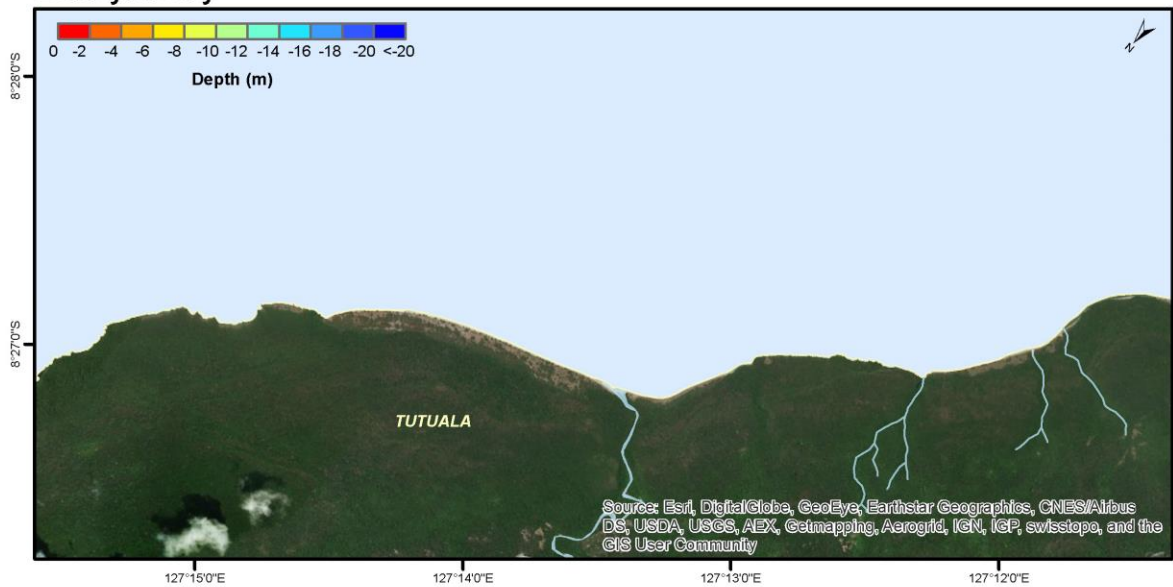 0 -2 -4 -6 -8 -10 -12 -14 -16 -18 -20 <-20
Depth (m)
N
8°28'0"S
8°27'0"S
TUTUALA
Source: Esri, DigitalGlobe, GeoEye, Earthstar Geographics, CNES/Airbus
DS, USDA, USGS, AEX, Getmapping, Aerogrid, IGN, IGP, swisstopo, and the
GIS User Community
127°15'0"E 127°14'0"E 127°13'0"E 127°12'0"E